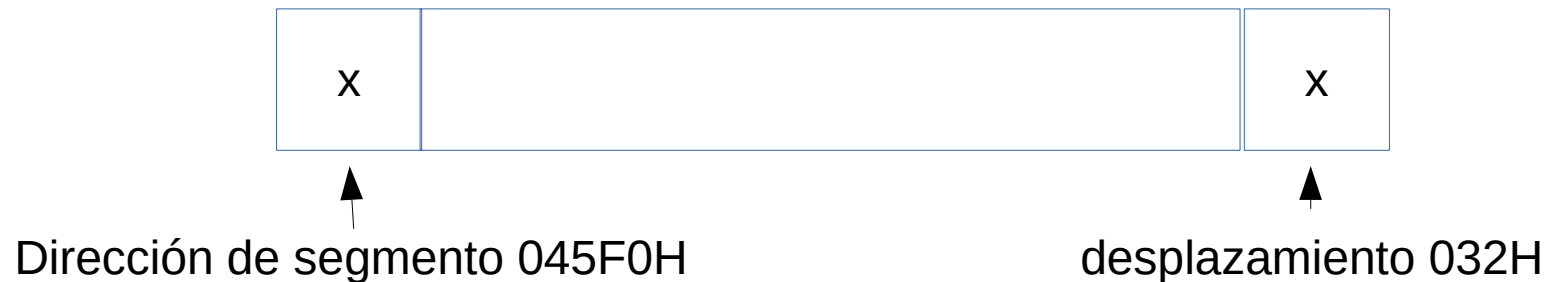 x x
Dirección de segmento 045F0H desplazamiento 032H